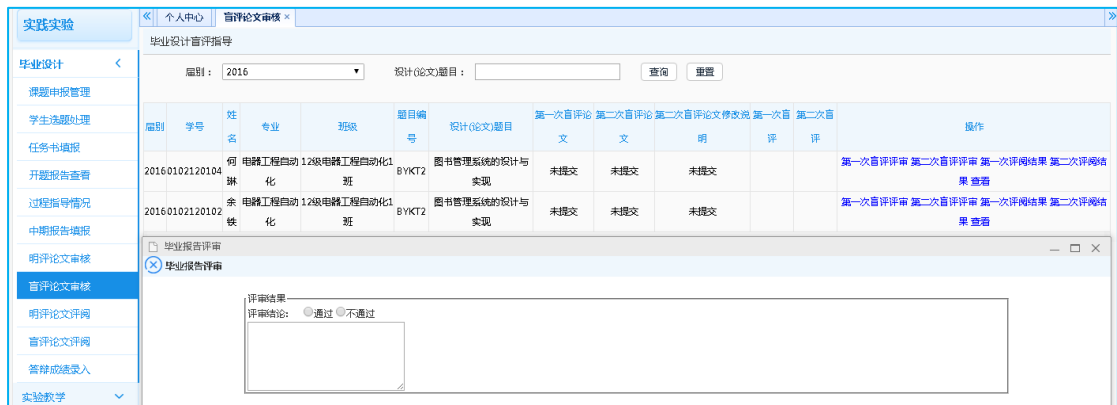 实践实验
毕业设计
课题申报管理
学生选题处理
任务书填报
开题报告查看
过程指导情况
中期报告填报
明评论文审核
盲评论文审核
明评论文评阅
盲评论文评阅
答辩成绩录入
实验教学
个人中心 盲评论文审核 ×
毕业设计盲评指导
届别： 2016 设计(论文)题目： 查询 重置
届别 学号 姓名 专业 班级 题目编号 设计(论文)题目 第一次盲评论文 第二次盲评论文 第二次盲评论文修改说明 第一次盲评 第二次盲评 操作
2016 0102120104 何琳 电器工程自动化 12级电器工程自动化1班 BYKT2 图书管理系统的设计与实现 未提交 未提交 未提交 第一次盲评评审 第二次盲评评审 第一次评阅结果 第二次评阅结果 查看
2016 0102120102 余铁 电器工程自动化 12级电器工程自动化1班 BYKT2 图书管理系统的设计与实现 未提交 未提交 未提交 第一次盲评评审 第二次盲评评审 第一次评阅结果 第二次评阅结果 查看
毕业报告评审
毕业报告评审
评审结果
评审结论: 通过 不通过